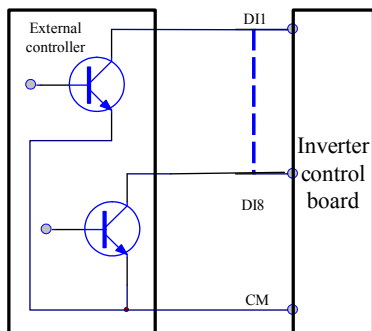 External
controller
DI1
Inverter
control
board
DI8
CM